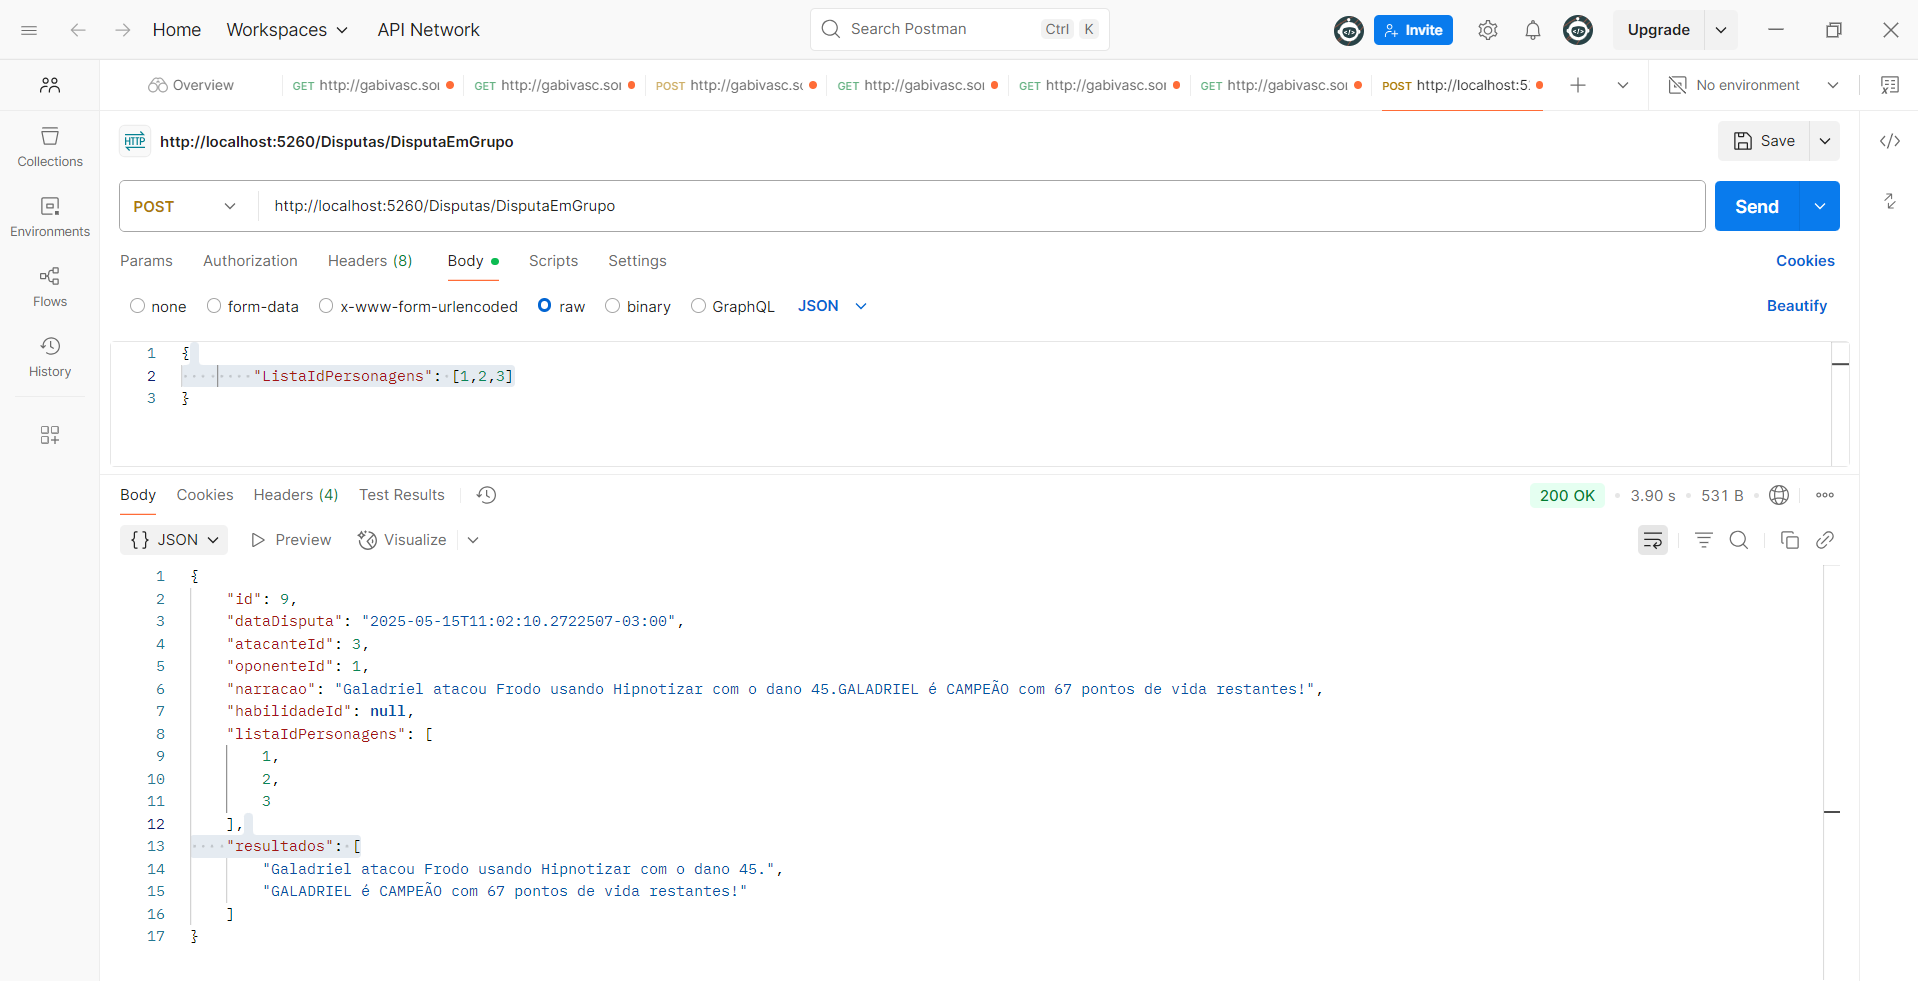 Home Workspaces API Network Search Postman Ctrl K Invite Upgrade
Overview GET http://gabivasc.soı GET http://gabivasc.soı POST http://gabivasc.sc GET http://gabivasc.soı GET http://gabivasc.soı GET http://gabivasc.soı POST http://localhost:5 No environment
HTTP http://localhost:5260/Disputas/DisputaEmGrupo Save
Collections
Environments
Flows
History
POST http://localhost:5260/Disputas/DisputaEmGrupo Send
Params Authorization Headers (8) Body Scripts Settings Cookies
none form-data x-www-form-urlencoded raw binary GraphQL JSON Beautify
1 {
2 "ListaIdPersonagens": [1,2,3]
3 }
Body Cookies Headers (4) Test Results 200 OK 3.90 s 531 B
{} JSON Preview Visualize
1 {
2 "id": 9,
3 "dataDisputa": "2025-05-15T11:02:10.2722507-03:00",
4 "atacanteId": 3,
5 "oponenteId": 1,
6 "narracao": "Galadriel atacou Frodo usando Hipnotizar com o dano 45.GALADRIEL é CAMPEÃO com 67 pontos de vida restantes!",
7 "habilidadeId": null,
8 "listaIdPersonagens": [
9 1,
10 2,
11 3
12 ],
13 "resultados": [
14 "Galadriel atacou Frodo usando Hipnotizar com o dano 45.",
15 "GALADRIEL é CAMPEÃO com 67 pontos de vida restantes!"
16 ]
17 }